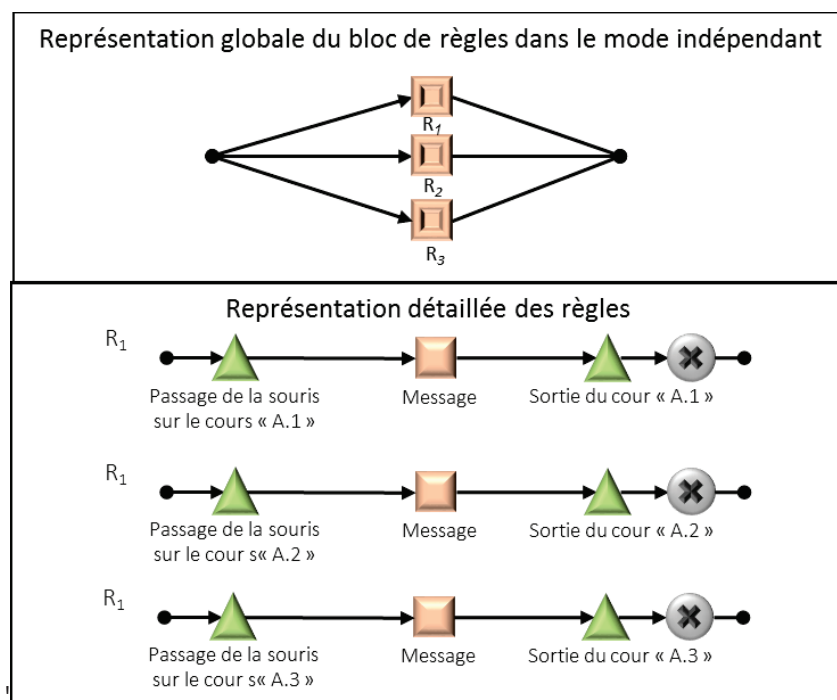 Représentation globale du bloc de règles dans le mode indépendant
R1
R2
R3
Représentation détaillée des règles
R1
Passage de la souris
sur le cours « A.1 »
Message
Sortie du cour « A.1 »
R1
Passage de la souris
sur le cour s« A.2 »
Message
Sortie du cour « A.2 »
R1
Passage de la souris
sur le cour s« A.3 »
Message
Sortie du cour « A.3 »